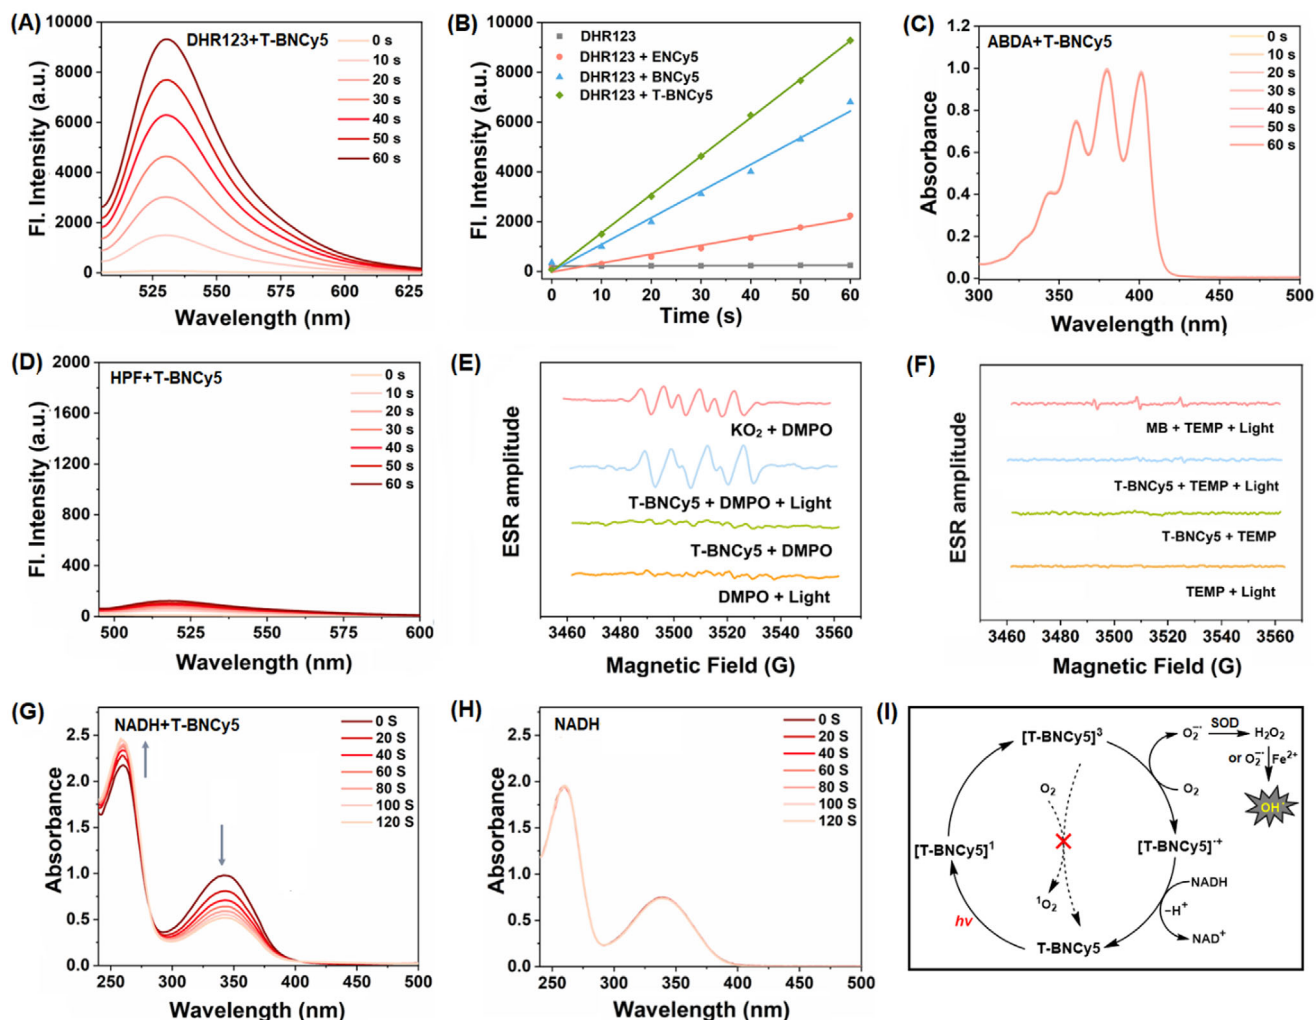 (A)
DHR123+T-BNCy5
0 s
10 s
20 s
30 s
40 s
50 s
60 s
10000
8000
6000
4000
2000
0
Fl. Intensity (a.u.)
525 550 575 600 625
Wavelength (nm)
(B)
DHR123
DHR123 + ENCy5
DHR123 + BNCy5
DHR123 + T-BNCy5
10000
8000
6000
4000
2000
0
Fl. Intensity (a.u.)
0 10 20 30 40 50 60
Time (s)
(C)
ABDA+T-BNCy5
0 s
10 s
20 s
30 s
40 s
50 s
60 s
1.2
1.0
0.8
0.6
0.4
0.2
0.0
Absorbance
300 350 400 450 500
Wavelength (nm)
(D)
HPF+T-BNCy5
0 s
10 s
20 s
30 s
40 s
50 s
60 s
2000
1600
1200
800
400
0
Fl. Intensity (a.u.)
500 525 550 575 600
Wavelength (nm)
(E)
ESR amplitude
KO₂ + DMPO
T-BNCy5 + DMPO + Light
T-BNCy5 + DMPO
DMPO + Light
3460 3480 3500 3520 3540 3560
Magnetic Field (G)
(F)
ESR amplitude
MB + TEMP + Light
T-BNCy5 + TEMP + Light
T-BNCy5 + TEMP
TEMP + Light
3460 3480 3500 3520 3540 3560
Magnetic Field (G)
(G)
NADH+T-BNCy5
0 S
20 S
40 S
60 S
80 S
100 S
120 S
2.5
2.0
1.5
1.0
0.5
0.0
Absorbance
250 300 350 400 450 500
Wavelength (nm)
(H)
NADH
0 S
20 S
40 S
60 S
80 S
100 S
120 S
2.5
2.0
1.5
1.0
0.5
0.0
Absorbance
250 300 350 400 450 500
Wavelength (nm)
(I)
[T-BNCy5]³
O₂⁻· SOD H₂O₂
or O₂⁻· Fe²⁺
O₂
O₂
OH
[T-BNCy5]¹
[T-BNCy5]·⁺
¹O₂
NADH
–H⁺
NAD⁺
hv
T-BNCy5